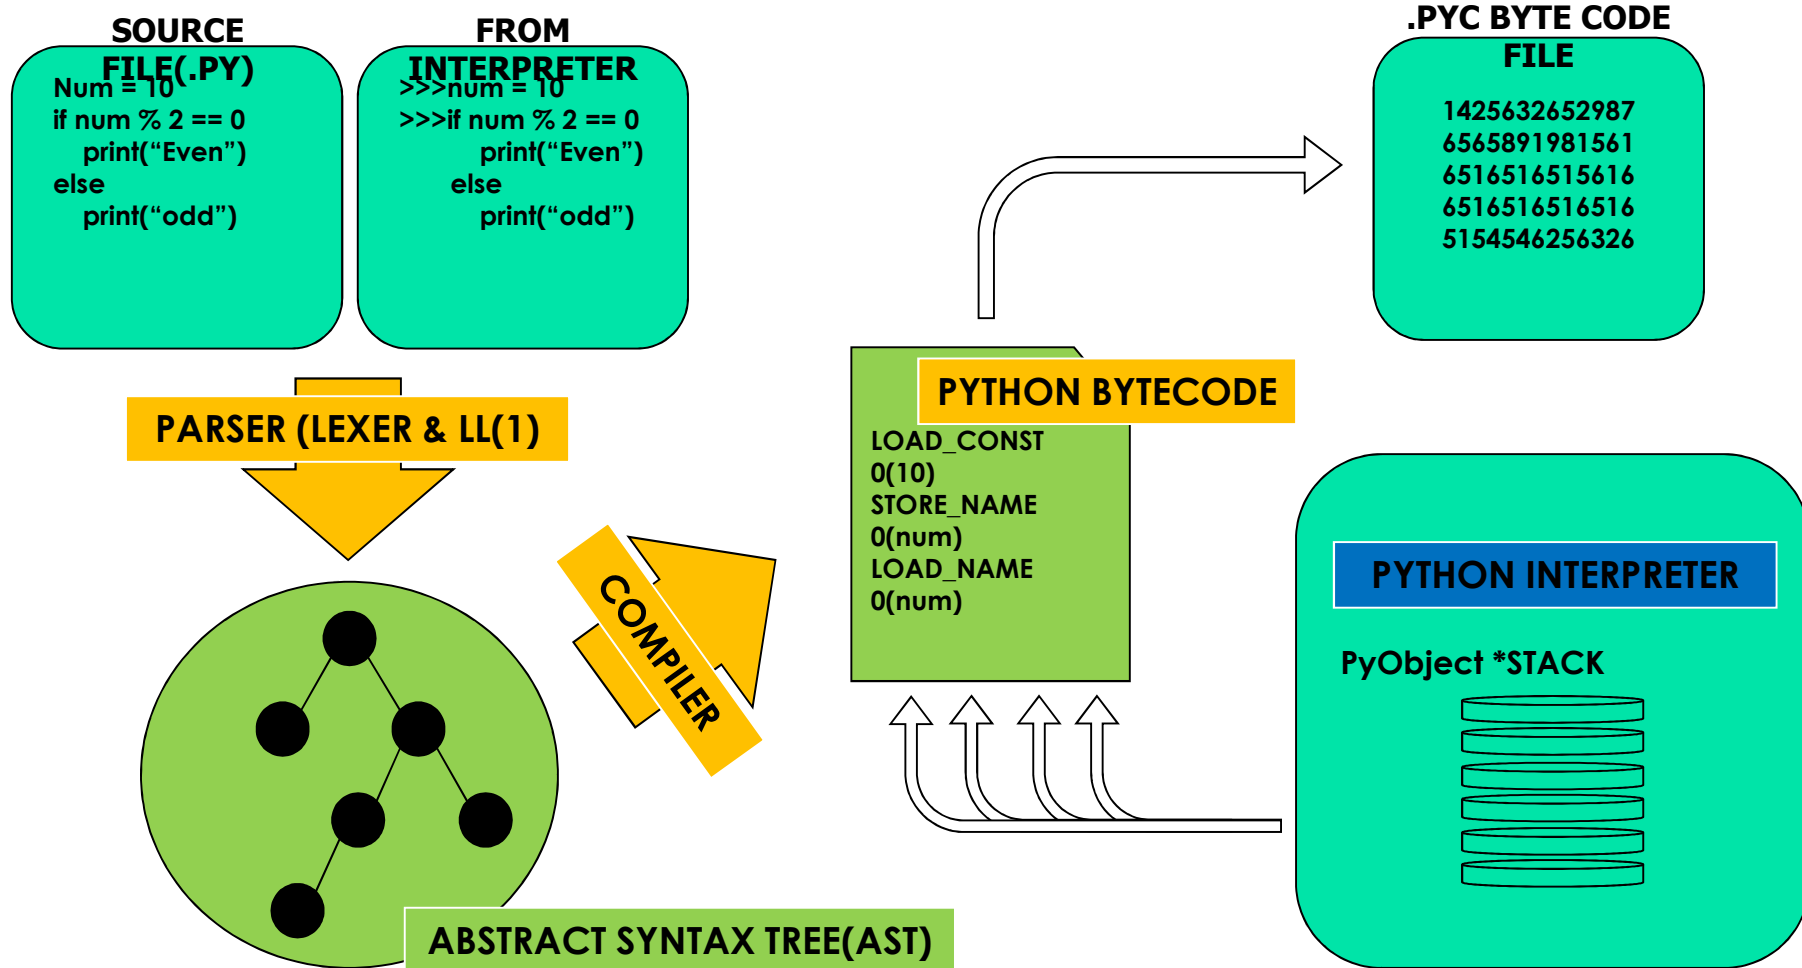 SOURCE
FILE(.PY)
Num = 10
if num % 2 == 0
print(“Even”)
else
print(“odd”)
FROM
INTERPRETER
>>>num = 10
>>>if num % 2 == 0
print(“Even”)
else
print(“odd”)
.PYC BYTE CODE
FILE
1425632652987
6565891981561
6516516515616
6516516516516
5154546256326
PARSER (LEXER & LL(1)
COMPILER
PYTHON BYTECODE
LOAD_CONST
0(10)
STORE_NAME
0(num)
LOAD_NAME
0(num)
PYTHON INTERPRETER
PyObject *STACK
ABSTRACT SYNTAX TREE(AST)